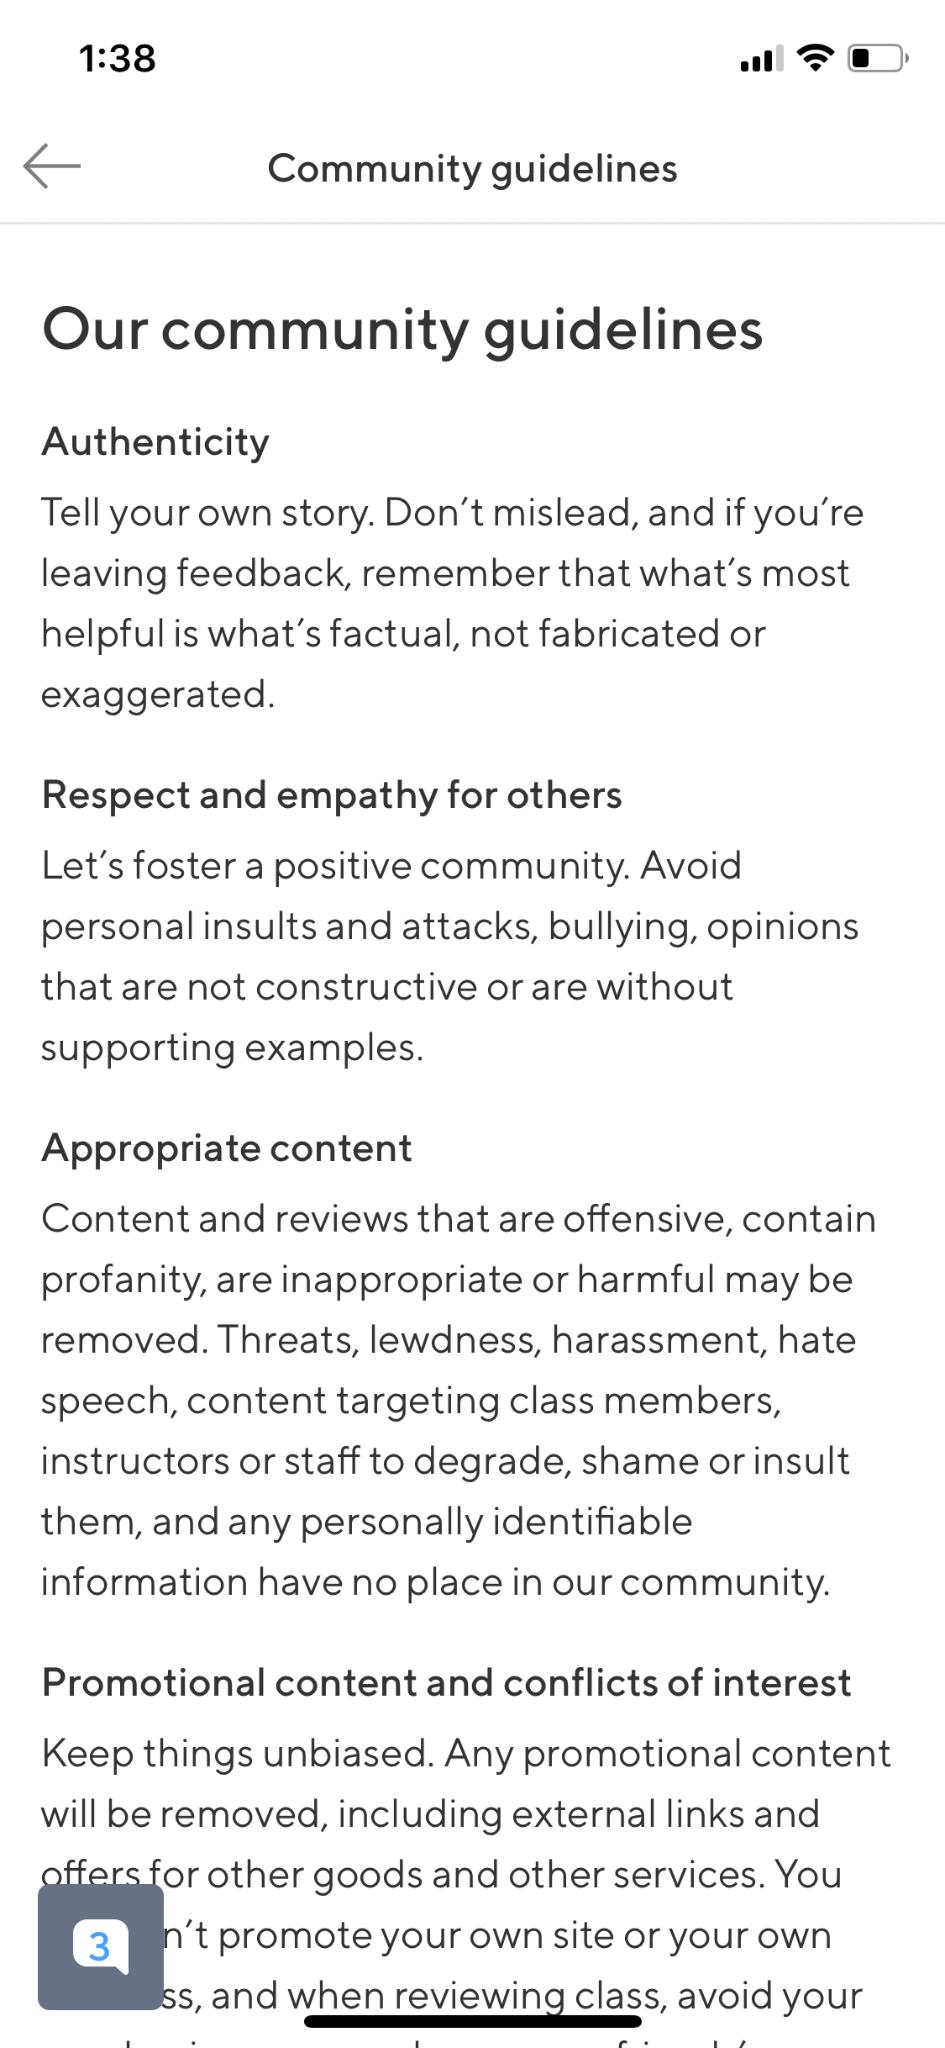 1:38
Community guidelines
Our community guidelines
Authenticity
Tell your own story. Don’t mislead, and if you’re
leaving feedback, remember that what’s most
helpful is what’s factual, not fabricated or
exaggerated.
Respect and empathy for others
Let’s foster a positive community. Avoid
personal insults and attacks, bullying, opinions
that are not constructive or are without
supporting examples.
Appropriate content
Content and reviews that are offensive, contain
profanity, are inappropriate or harmful may be
removed. Threats, lewdness, harassment, hate
speech, content targeting class members,
instructors or staff to degrade, shame or insult
them, and any personally identifiable
information have no place in our community.
Promotional content and conflicts of interest
Keep things unbiased. Any promotional content
will be removed, including external links and
offers for other goods and other services. You
n’t promote your own site or your own
ss, and when reviewing class, avoid your
3